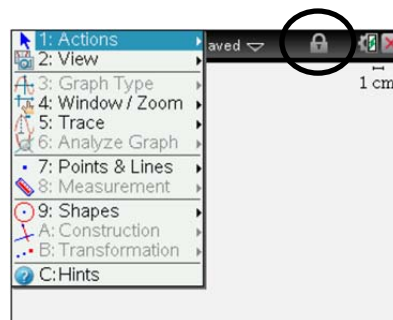 1: Actions
2: View
3: Graph Type
4: Window / Zoom
5: Trace
6: Analyze Graph
7: Points & Lines
8: Measurement
9: Shapes
A: Construction
B: Transformation
C:Hints
aved
1 cm